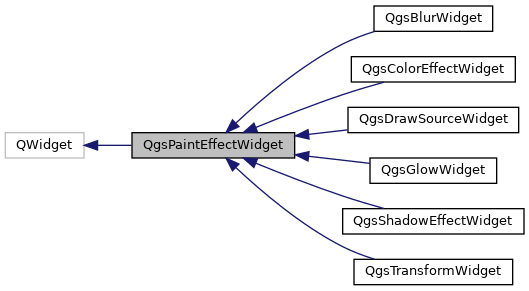 QgsBlurWidget
QgsColorEffectWidget
QgsDrawSourceWidget
QWidget
QgsPaintEffectWidget
QgsGlowWidget
QgsShadowEffectWidget
QgsTransformWidget